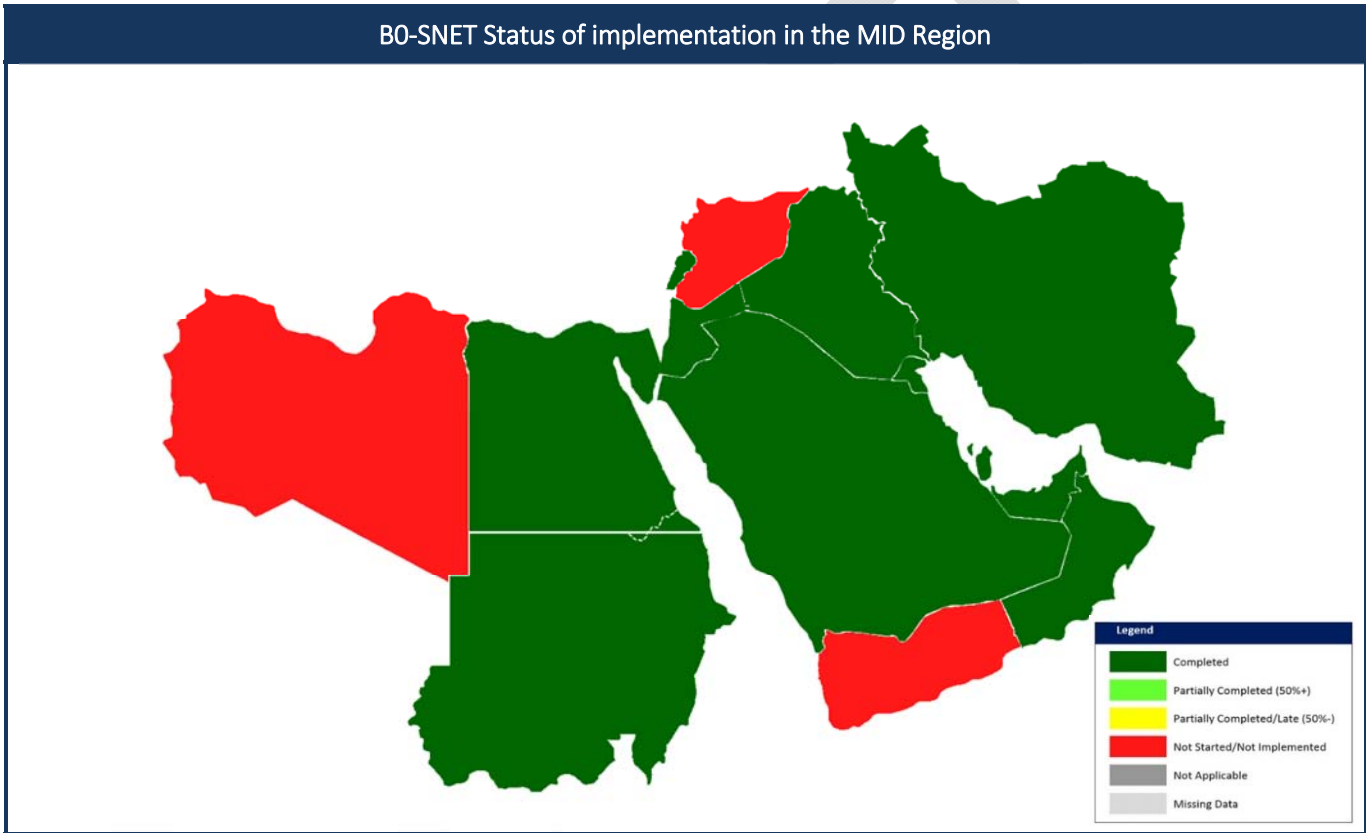 B0-SNET Status of implementation in the MID Region
Legend
Completed
Partially Completed (50%+)
Partially Completed/Late (50%-)
Not Started/Not Implemented
Not Applicable
Missing Data